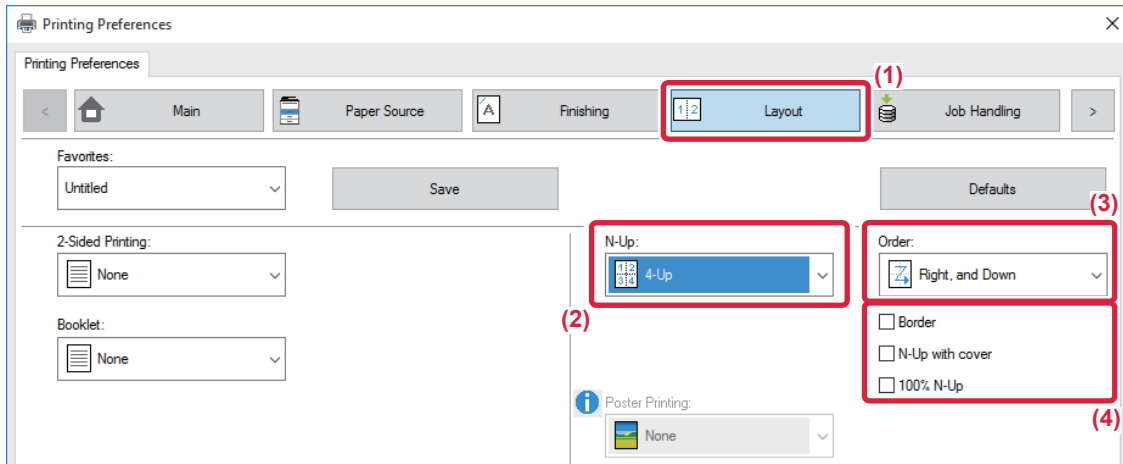 Printing Preferences
Printing Preferences
(1)
< Main Paper Source A Finishing 1 2 Layout Job Handling >
Favorites:
Untitled Save Defaults
(3)
2-Sided Printing: N-Up: Order:
None 1 2 3 4 4-Up Right, and Down
(2)
Booklet: Border
None N-Up with cover
100% N-Up
Poster Printing:
(4)
None